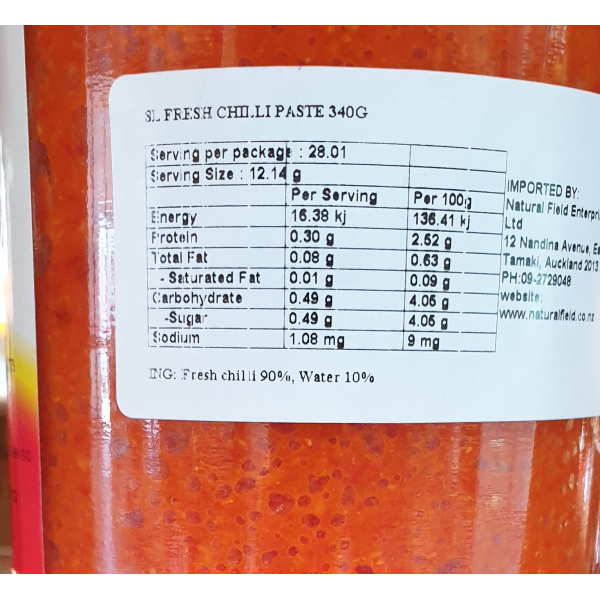 SL FRESH CHILLI PASTE 340G
Serving per package : 28.01
Serving Size : 12.14 g
Per Serving Per 100g
Energy 16.38 kj 136.41 kj
Protein 0.30 g 2.52 g
Total Fat 0.08 g 0.63 g
- Saturated Fat 0.01 g 0.09 g
Carbohydrate 0.49 g 4.05 g
-Sugar 0.49 g 4.05 g
Sodium 1.08 mg 9 mg
ING: Fresh chilli 90%, Water 10%
IMPORTED BY:
Natural Field
Ltd
12 Nandina Avenue,
Tamaki, Auckland 2013
PH:09-2729048
website:
www.naturalfield.co.nz